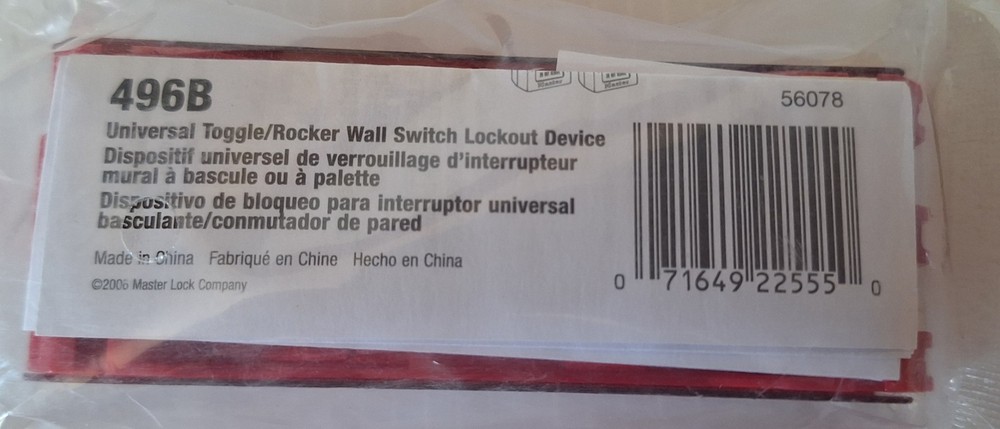 496B
56078
Universal Toggle/Rocker Wall Switch Lockout Device
Dispositif universel de verrouillage d'interrupteur
mural à bascule ou à palette
Dispositivo de bloqueo para interruptor universal
basculante/conmutador de pared
Made in China Fabriqué en Chine Hecho en China
©2006 Master Lock Company
0 71649 22555 0